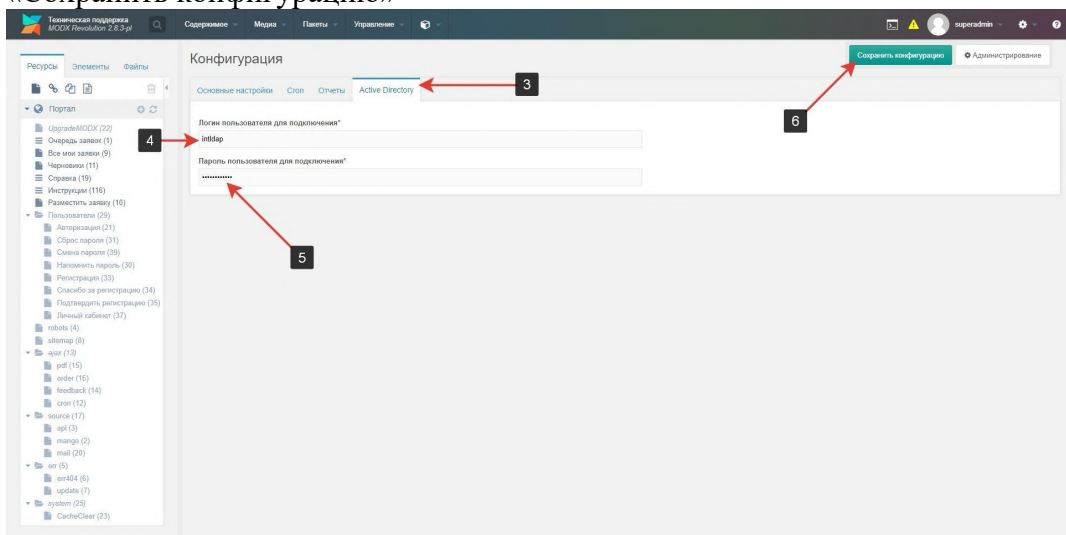 «Сохранить конфигурацию»
Техническая поддержка
MODX Revolution 2.8.3-pl
Содержимое
Медиа
Пакеты
Управление
superadmin
Ресурсы
Элементы
Файлы
Конфигурация
Сохранить конфигурацию
Администрирование
Основные настройки
Cron
Отчеты
Active Directory
3
6
Портал
UpgradeMODX (22)
Очередь заявок (1)
Все мои заявки (9)
Черновики (11)
Справка (19)
Инструкции (116)
Разместить заявку (10)
Пользователи (29)
Авторизация (21)
Сброс пароля (31)
Смена пароля (39)
Напомнить пароль (30)
Регистрация (33)
Спасибо за регистрацию (34)
Подтвердить регистрацию (35)
Личный кабинет (37)
robots (4)
sitemap (8)
ajax (13)
pdf (15)
order (16)
feedback (14)
cron (12)
source (17)
api (3)
mango (2)
mail (20)
err (5)
err404 (6)
update (7)
system (25)
CacheClear (23)
Логин пользователя для подключения*
4
intldap
Пароль пользователя для подключения*
••••••••••••
5